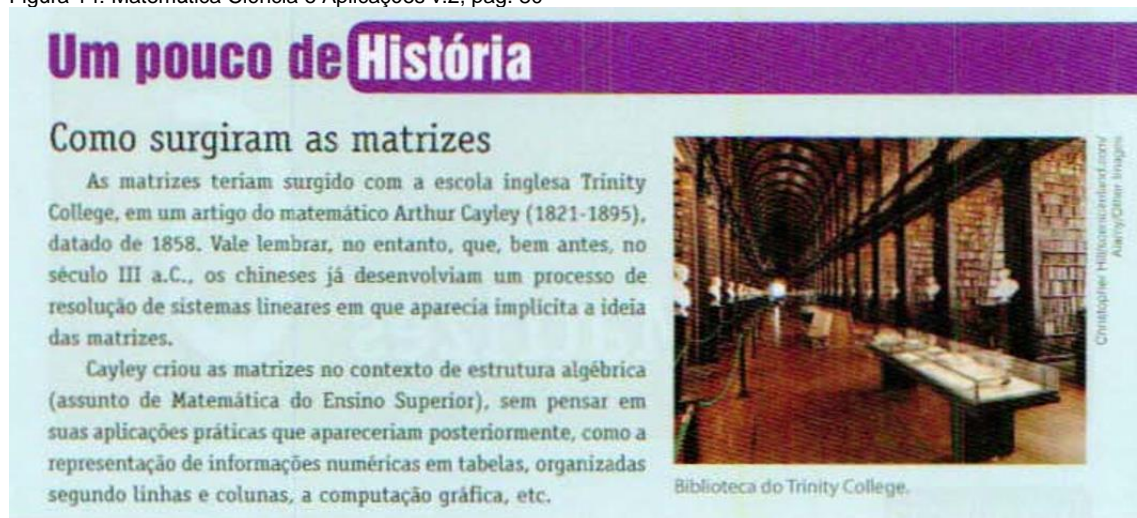 Um pouco de História
Como surgiram as matrizes
As matrizes teriam surgido com a escola inglesa Trinity
College, em um artigo do matemático Arthur Cayley (1821-1895),
datado de 1858. Vale lembrar, no entanto, que, bem antes, no
século III a.C., os chineses já desenvolviam um processo de
resolução de sistemas lineares em que aparecia implícita a ideia
das matrizes.
Cayley criou as matrizes no contexto de estrutura algébrica
(assunto de Matemática do Ensino Superior), sem pensar em
suas aplicações práticas que apareceriam posteriormente, como a
representação de informações numéricas em tabelas, organizadas
segundo linhas e colunas, a computação gráfica, etc.
Christopher
Alamy/Other Images
Biblioteca do Trinity College.